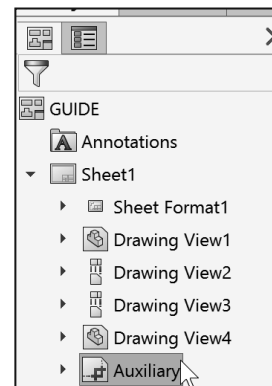 GUIDE
Annotations
Sheet1
Sheet Format1
Drawing View1
Drawing View2
Drawing View3
Drawing View4
Auxiliary